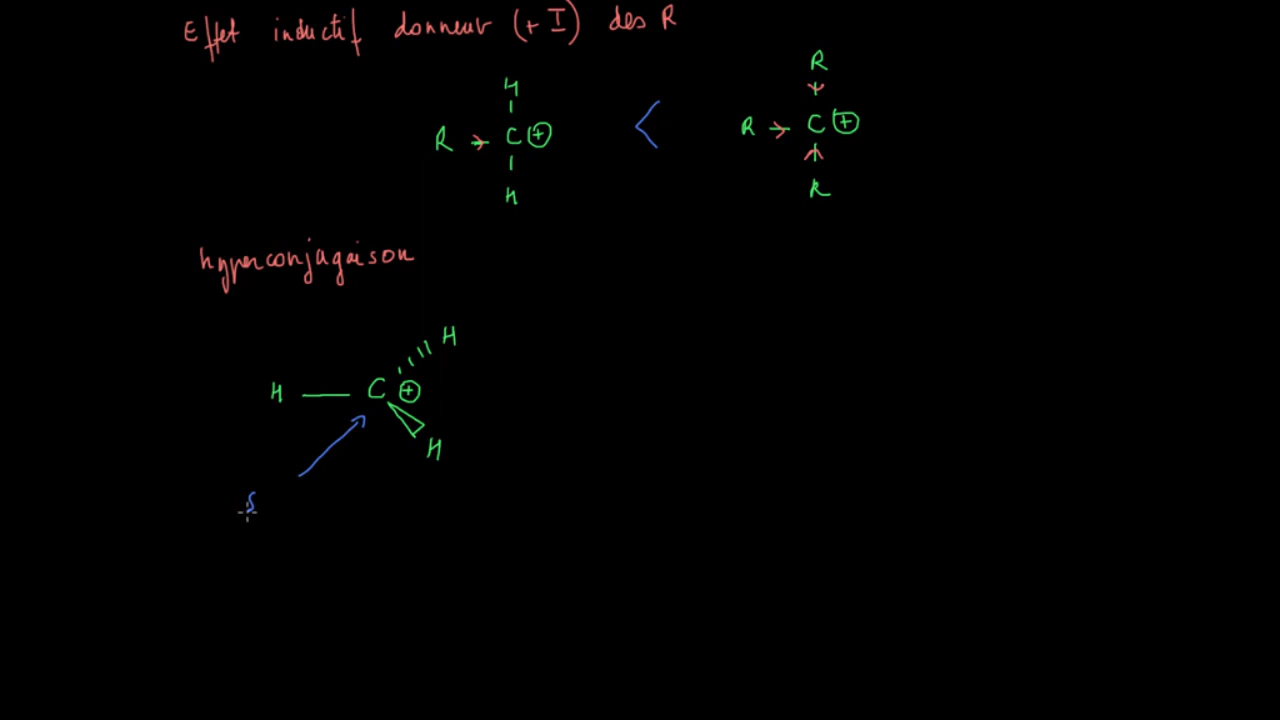 Effet inductif donneur (+ I) des R
H R
R C + < R C +
H R
hyperconjugaison
H
H C +
H
s